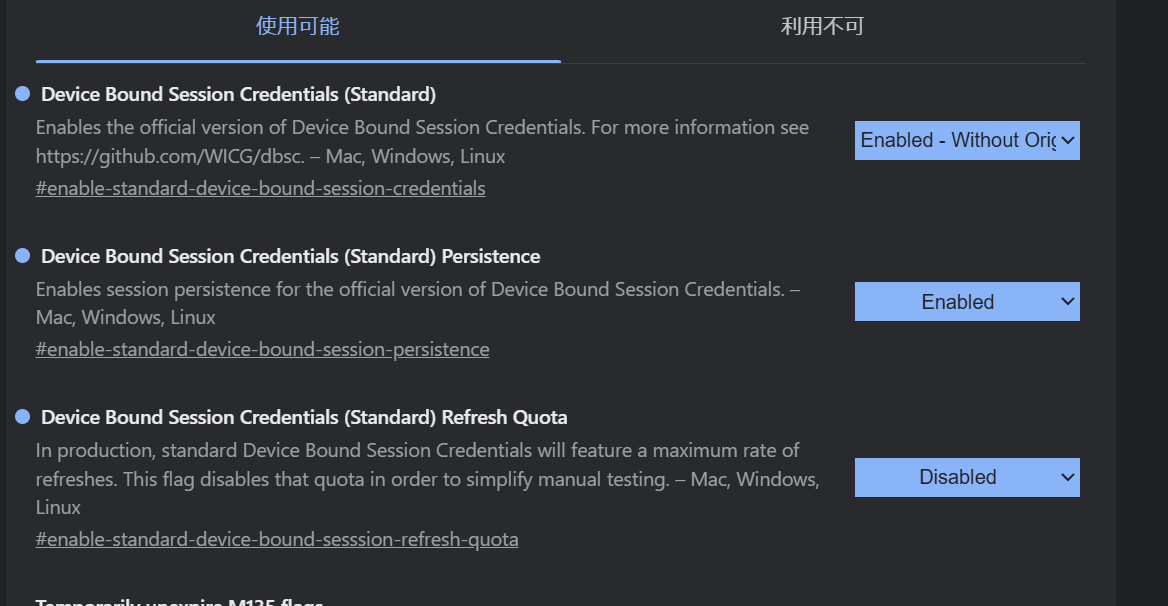 使用可能
利用不可
Device Bound Session Credentials (Standard)
Enables the official version of Device Bound Session Credentials. For more information see
https://github.com/WICG/dbsc. – Mac, Windows, Linux
#enable-standard-device-bound-session-credentials
Enabled - Without Orig
Device Bound Session Credentials (Standard) Persistence
Enables session persistence for the official version of Device Bound Session Credentials. –
Mac, Windows, Linux
#enable-standard-device-bound-session-persistence
Enabled
Device Bound Session Credentials (Standard) Refresh Quota
In production, standard Device Bound Session Credentials will feature a maximum rate of
refreshes. This flag disables that quota in order to simplify manual testing. – Mac, Windows,
Linux
#enable-standard-device-bound-sesssion-refresh-quota
Disabled
Temporarily unexpire M135 flags